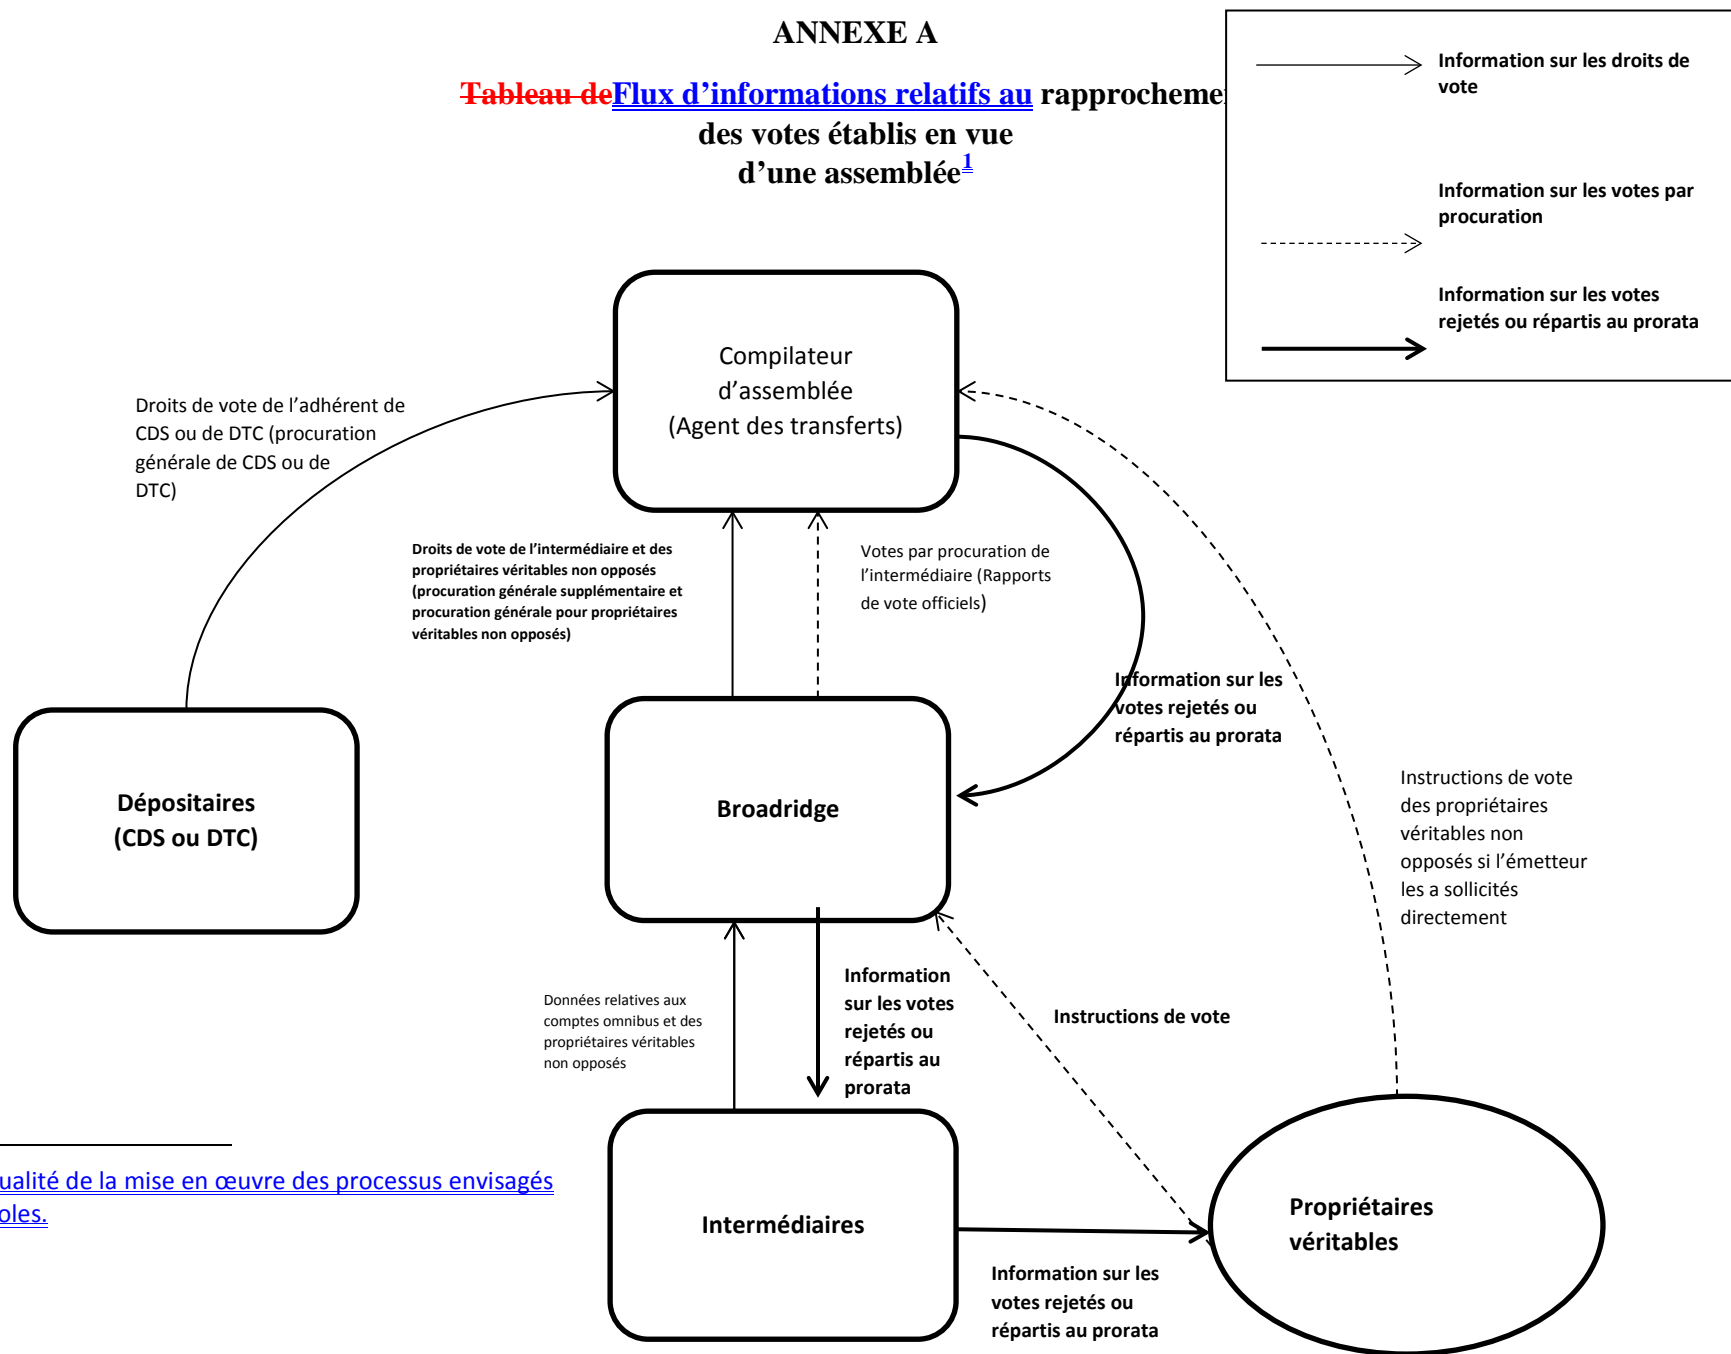 ANNEXE A
Tableau deFlux d’informations relatifs au
des votes établis en vue
d’une assemblée1
Information sur les droits de
vote
Information sur les votes par
procuration
Information sur les votes
rejetés ou répartis au prorata
Compilateur
d’assemblée
(Agent des transferts)
Droits de vote de l’adhérent de
CDS ou de DTC (procuration
générale de CDS ou de
DTC)
Droits de vote de l’intermédiaire et des
propriétaires véritables non opposés
(procuration générale supplémentaire et
procuration générale pour propriétaires
véritables non opposés)
Votes par procuration de
l’intermédiaire (Rapports
de vote officiels)
Information sur les
votes rejetés ou
répartis au prorata
Dépositaires
(CDS ou DTC)
Broadridge
Instructions de vote
des propriétaires
véritables non
opposés si l’émetteur
les a sollicités
directement
Données relatives aux
comptes omnibus et des
propriétaires véritables
non opposés
Information
sur les votes
rejetés ou
répartis au
prorata
Instructions de vote
de la mise en œuvre des processus envisagés
Intermédiaires
Propriétaires
véritables
Information sur les
votes rejetés ou
répartis au prorata